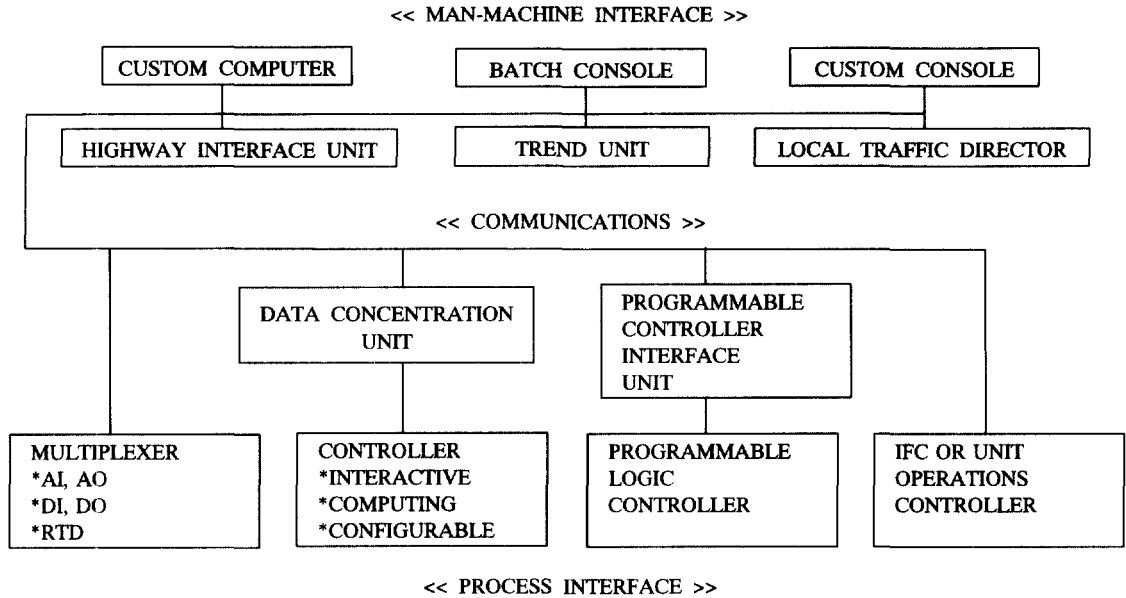 << MAN-MACHINE INTERFACE >>
CUSTOM COMPUTER
BATCH CONSOLE
CUSTOM CONSOLE
HIGHWAY INTERFACE UNIT
TREND UNIT
LOCAL TRAFFIC DIRECTOR
<< COMMUNICATIONS >>
DATA CONCENTRATION
UNIT
PROGRAMMABLE
CONTROLLER
INTERFACE
UNIT
MULTIPLEXER
*AI, AO
*DI, DO
*RTD
CONTROLLER
*INTERACTIVE
*COMPUTING
*CONFIGURABLE
PROGRAMMABLE
LOGIC
CONTROLLER
IFC OR UNIT
OPERATIONS
CONTROLLER
<< PROCESS INTERFACE >>